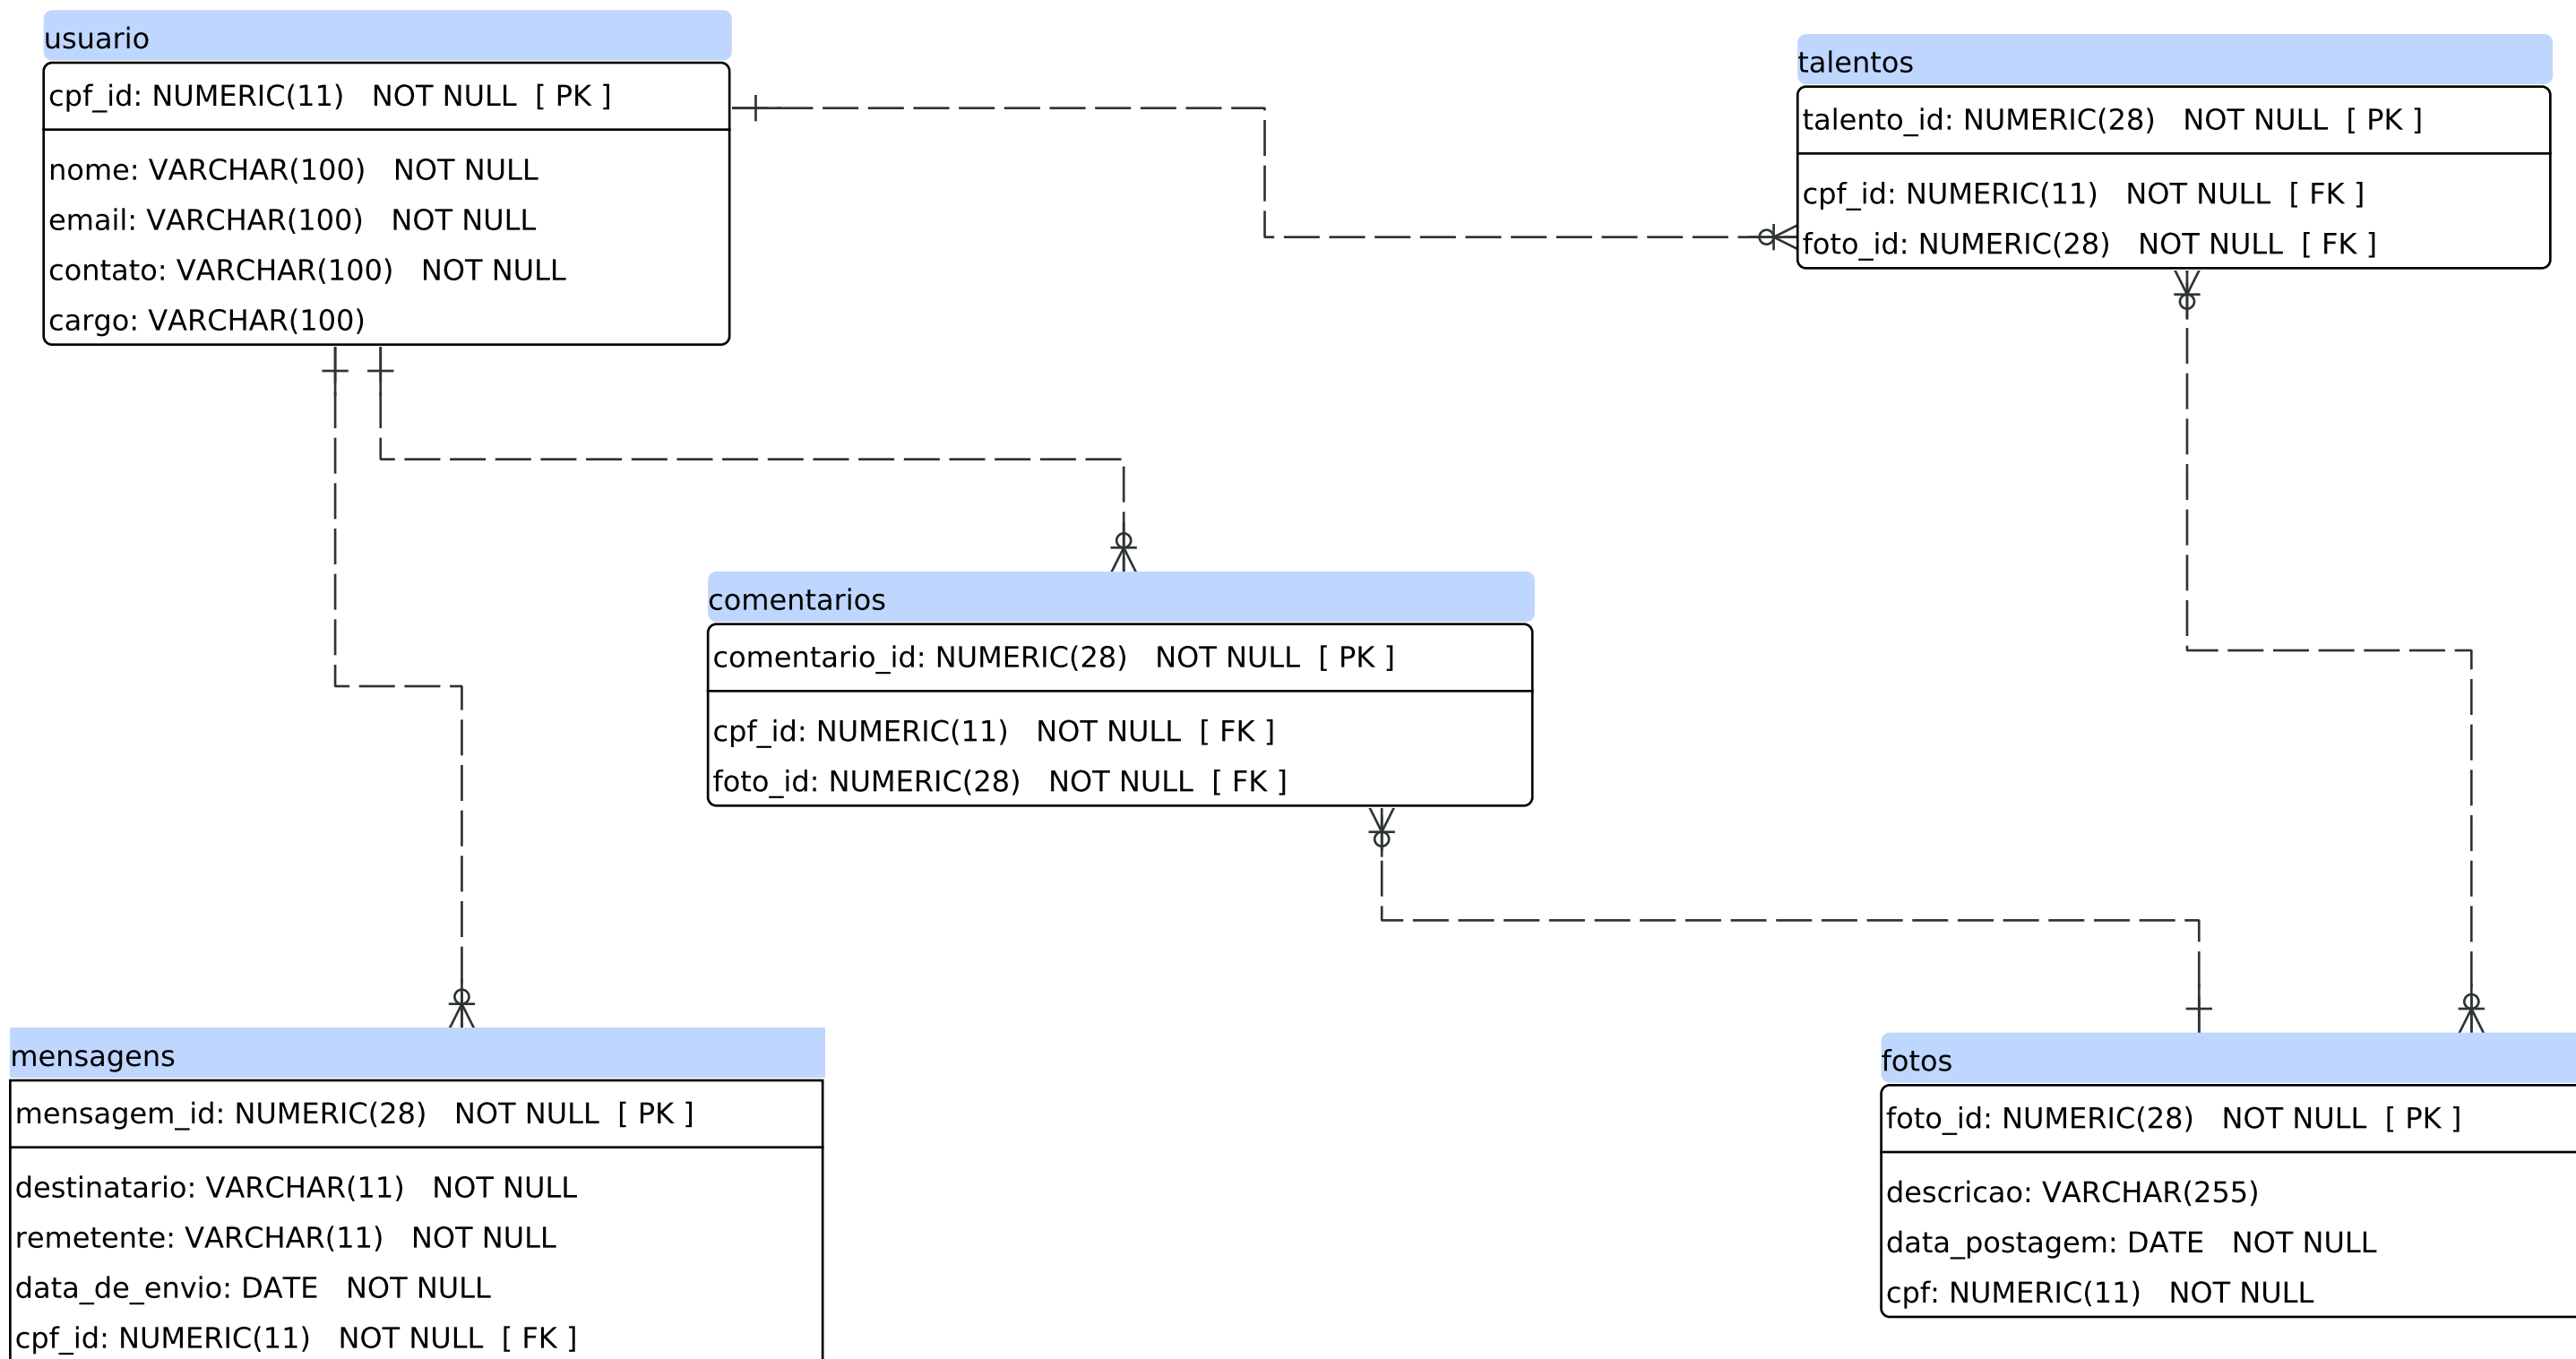 usuario
cpf_id: NUMERIC(11) NOT NULL [ PK ]
nome: VARCHAR(100) NOT NULL
email: VARCHAR(100) NOT NULL
contato: VARCHAR(100) NOT NULL
cargo: VARCHAR(100)
talentos
talento_id: NUMERIC(28) NOT NULL [ PK ]
cpf_id: NUMERIC(11) NOT NULL [ FK ]
foto_id: NUMERIC(28) NOT NULL [ FK ]
comentarios
comentario_id: NUMERIC(28) NOT NULL [ PK ]
cpf_id: NUMERIC(11) NOT NULL [ FK ]
foto_id: NUMERIC(28) NOT NULL [ FK ]
mensagens
mensagem_id: NUMERIC(28) NOT NULL [ PK ]
destinatario: VARCHAR(11) NOT NULL
remetente: VARCHAR(11) NOT NULL
data_de_envio: DATE NOT NULL
cpf_id: NUMERIC(11) NOT NULL [ FK ]
fotos
foto_id: NUMERIC(28) NOT NULL [ PK ]
descricao: VARCHAR(255)
data_postagem: DATE NOT NULL
cpf: NUMERIC(11) NOT NULL